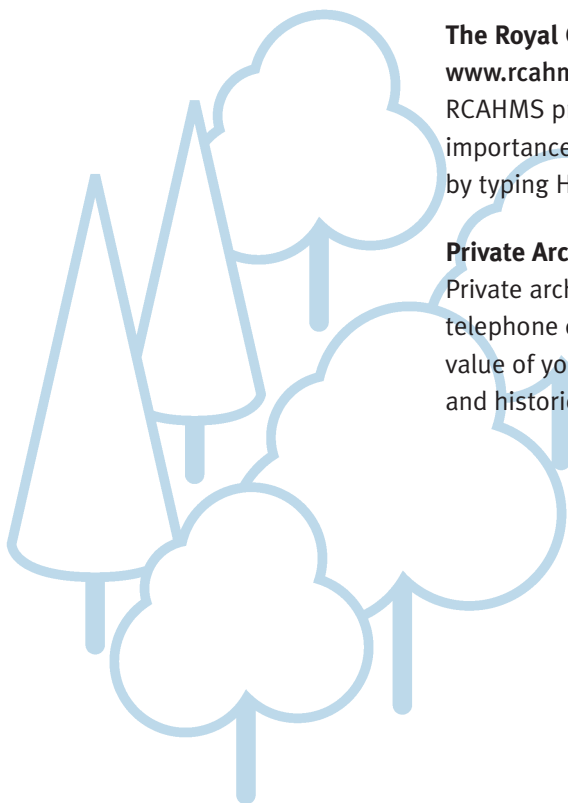 The Royal
www.rcahm
RCAHMS p
importance
by typing H
Private Arc
Private arch
telephone
value of yo
and histori